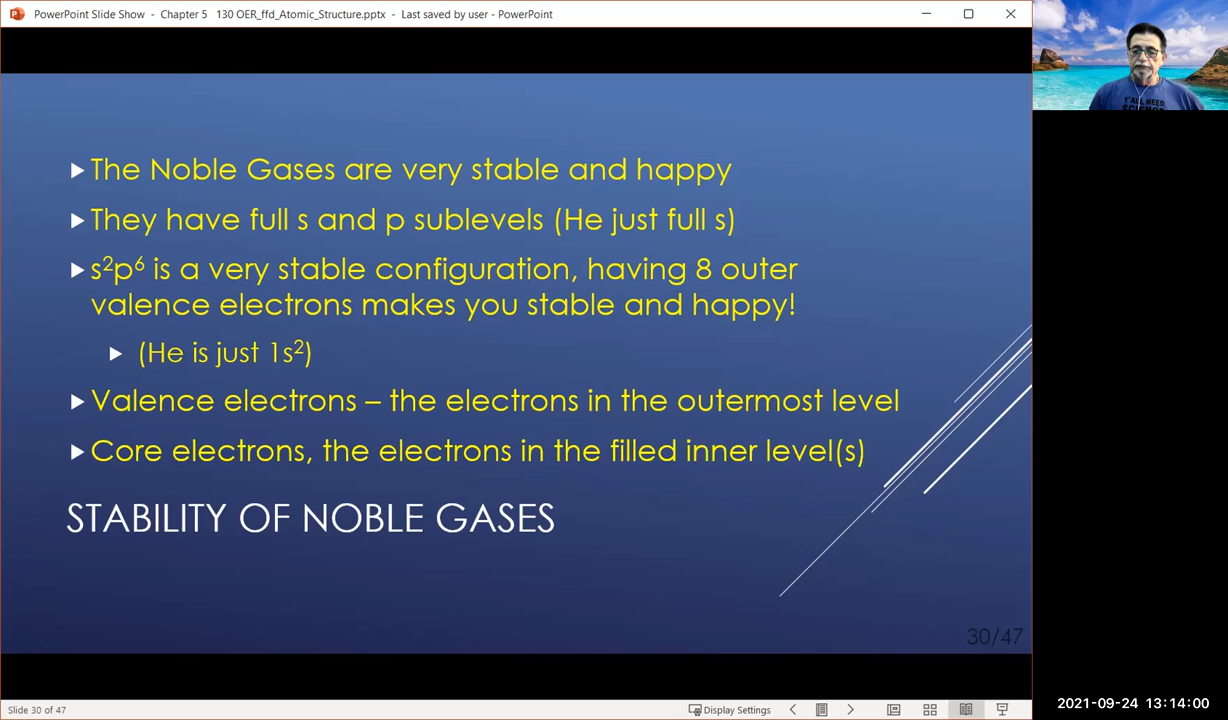 PowerPoint Slide Show - Chapter 5 130 OER_ffd_Atomic_Structure.pptx - Last saved by user - PowerPoint
Y'ALL NEED
SCIENCE
The Noble Gases are very stable and happy
They have full s and p sublevels (He just full s)
s²p⁶ is a very stable configuration, having 8 outer
valence electrons makes you stable and happy!
(He is just 1s²)
Valence electrons – the electrons in the outermost level
Core electrons, the electrons in the filled inner level(s)
STABILITY OF NOBLE GASES
30/47
Slide 30 of 47
Display Settings
2021-09-24 13:14:00